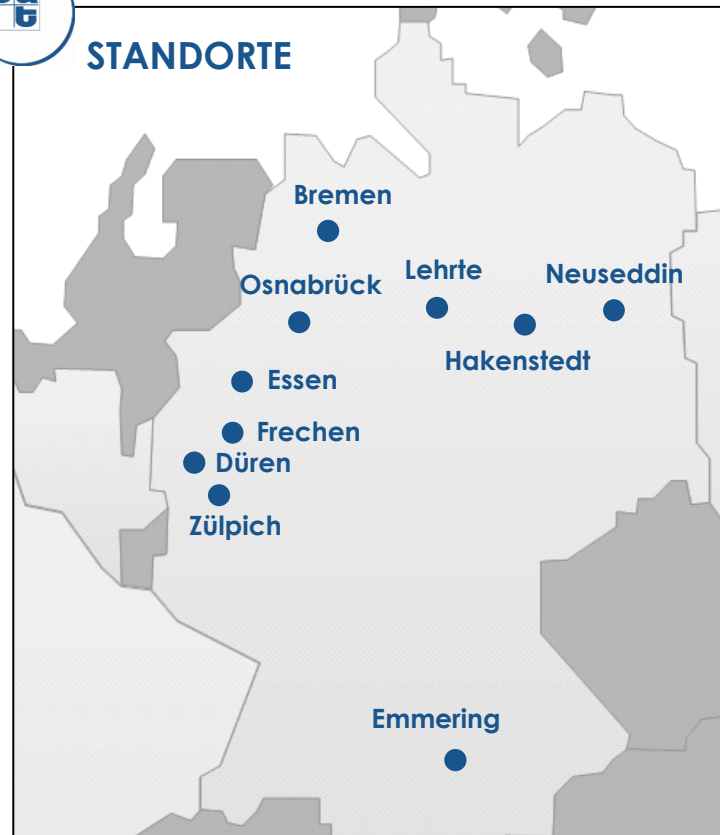 STANDORTE
Bremen
Lehrte
Neuseddin
Osnabrück
Hakenstedt
Essen
Frechen
Düren
Zülpich
Emmering